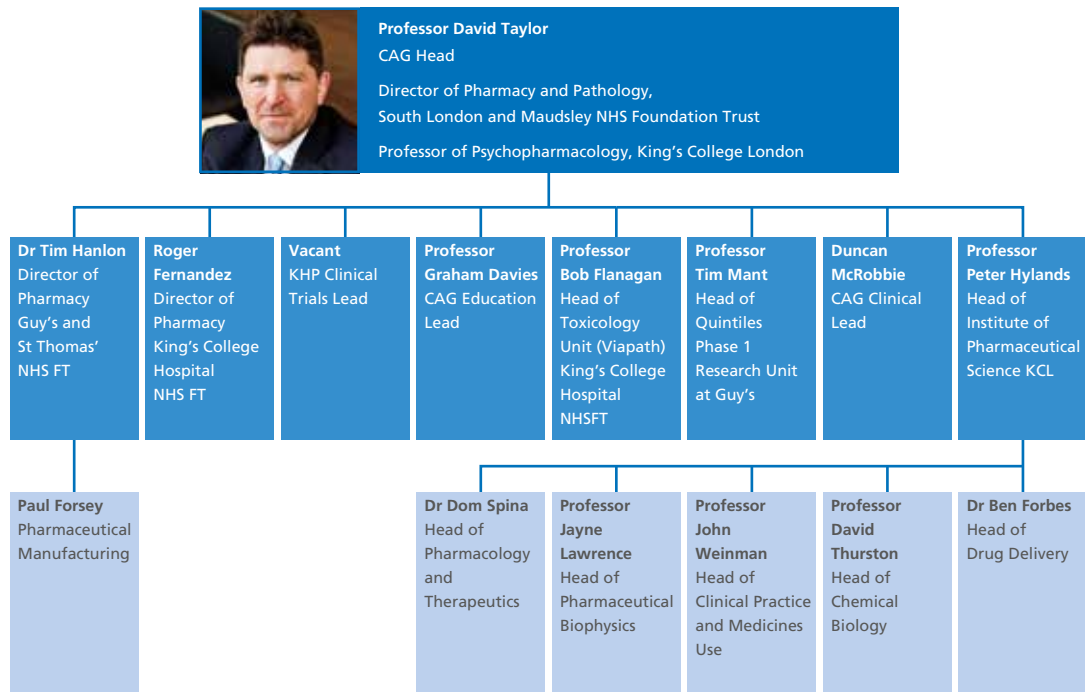 Professor David Taylor
CAG Head
Director of Pharmacy and Pathology,
South London and Maudsley NHS Foundation Trust
Professor of Psychopharmacology, King's College London
Dr Tim Hanlon
Director of
Pharmacy
Guy's and
St Thomas'
NHS FT
Roger
Fernandez
Director of
Pharmacy
King's College
Hospital
NHS FT
Vacant
KHP Clinical
Trials Lead
Professor
Graham Davies
CAG Education
Lead
Professor
Bob Flanagan
Head of
Toxicology
Unit (Viapath)
King's College
Hospital
NHSFT
Professor
Tim Mant
Head of
Quintiles
Phase 1
Research Unit
at Guy's
Duncan
McRobbie
CAG Clinical
Lead
Professor
Peter Hylands
Head of
Institute of
Pharmaceutical
Science KCL
Paul Forsey
Pharmaceutical
Manufacturing
Dr Dom Spina
Head of
Pharmacology
and
Therapeutics
Professor
Jayne
Lawrence
Head of
Pharmaceutical
Biophysics
Professor
John
Weinman
Head of
Clinical Practice
and Medicines
Use
Professor
David
Thurston
Head of
Chemical
Biology
Dr Ben Forbes
Head of
Drug Delivery